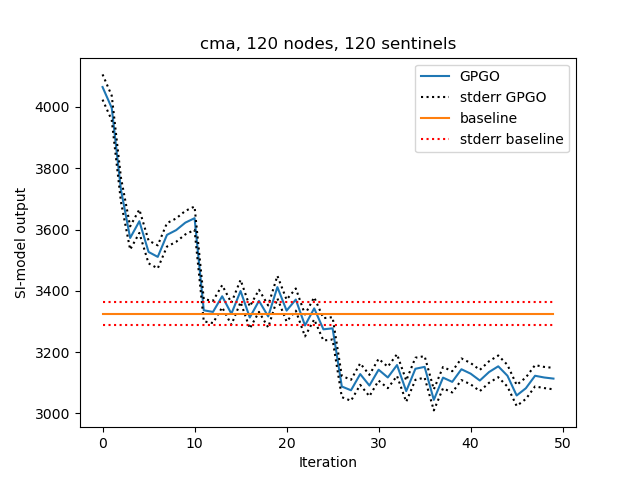 cma, 120 nodes, 120 sentinels
GPGO
stderr GPGO
baseline
stderr baseline
SI-model output
4000
3800
3600
3400
3200
3000
0 10 20 30 40 50
Iteration